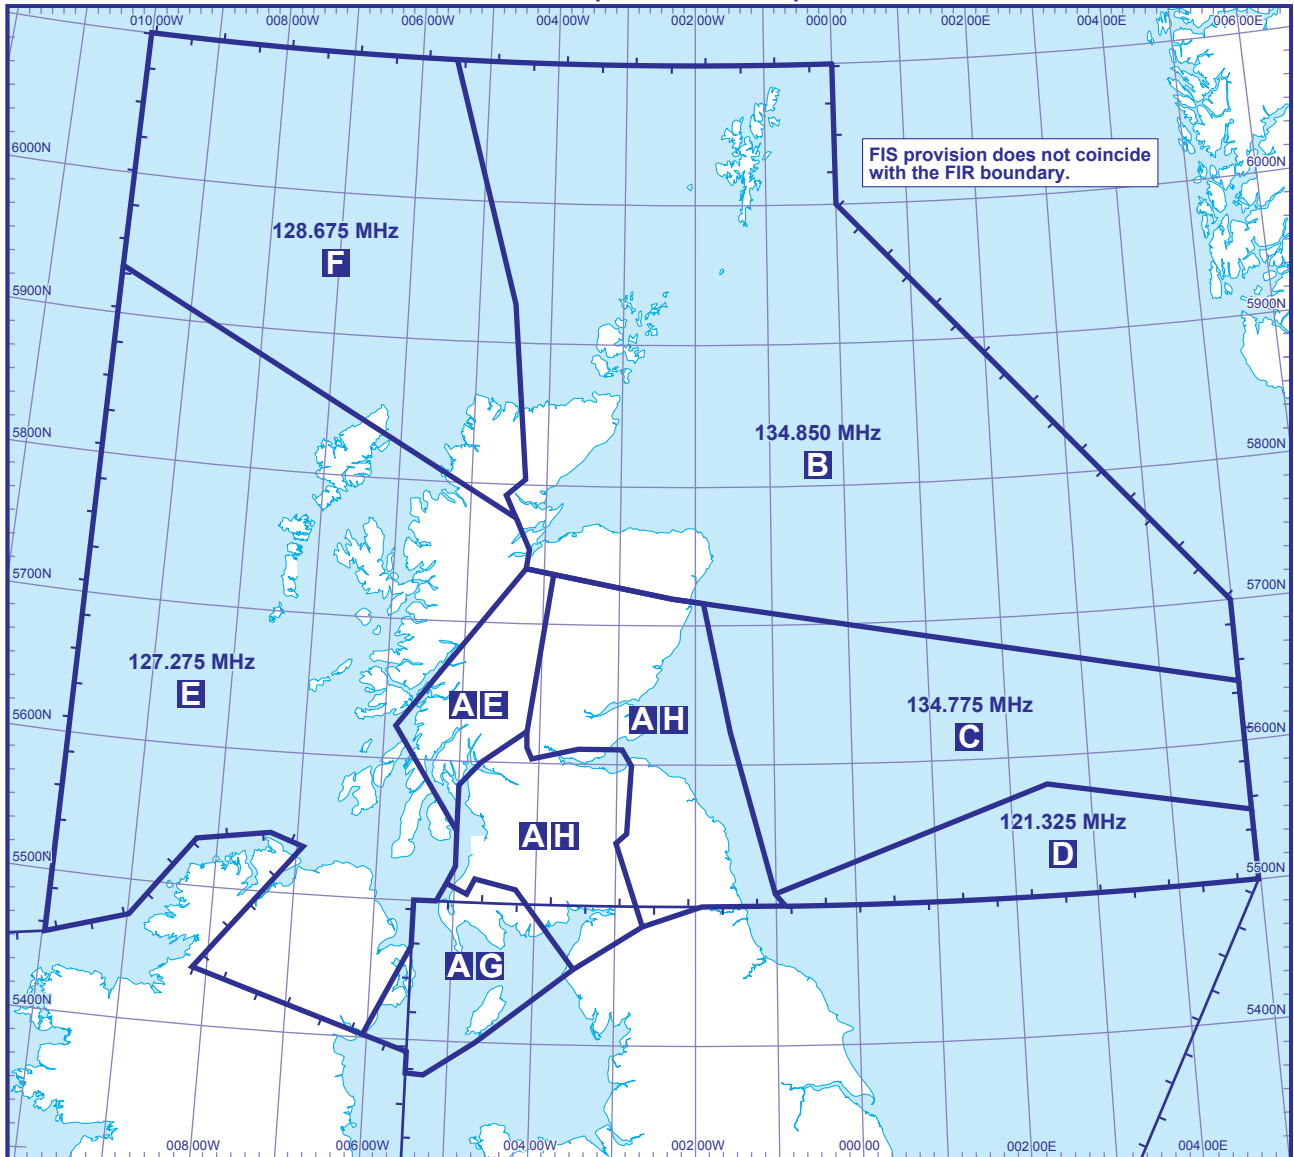 010 00W 008 00W 006 00W 004 00W 002 00W 000 00 002 00E 004 00E 006 00E
6000N
FIS provision does not coincide
with the FIR boundary.
6000N
128.675 MHz
F
5900N
5900N
5800N
134.850 MHz
B
5800N
5700N
5700N
127.275 MHz
E
A E
A H
134.775 MHz
C
5600N
5600N
A H
121.325 MHz
D
5500N
5500N
A G
5400N
5400N
008 00W 006 00W 004 00W 002 00W 000 00 002 00E 004 00E